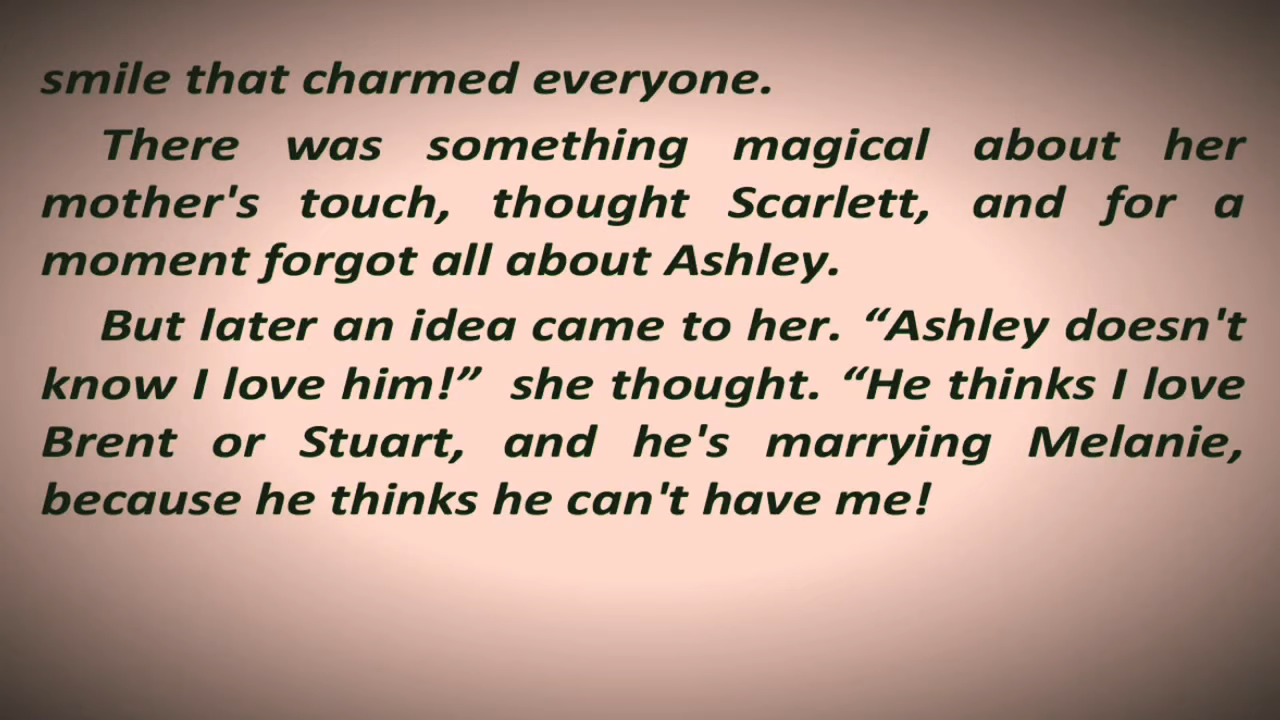 smile that charmed everyone.
There was something magical about her
mother's touch, thought Scarlett, and for a
moment forgot all about Ashley.
But later an idea came to her. “Ashley doesn't
know I love him!” she thought. “He thinks I love
Brent or Stuart, and he's marrying Melanie,
because he thinks he can't have me!